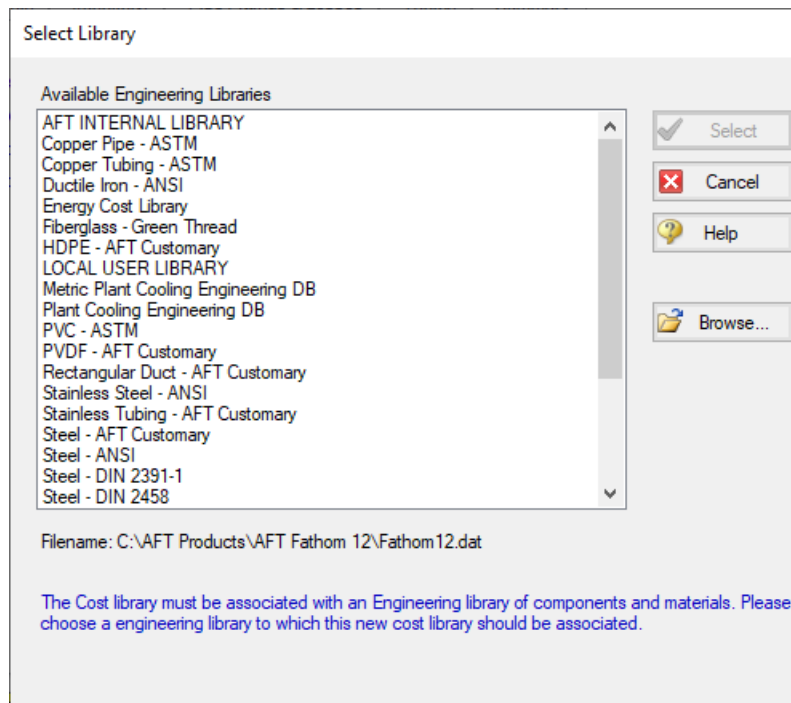 Select Library
Available Engineering Libraries
AFT INTERNAL LIBRARY
Copper Pipe - ASTM
Copper Tubing - ASTM
Ductile Iron - ANSI
Energy Cost Library
Fiberglass - Green Thread
HDPE - AFT Customary
LOCAL USER LIBRARY
Metric Plant Cooling Engineering DB
Plant Cooling Engineering DB
PVC - ASTM
PVDF - AFT Customary
Rectangular Duct - AFT Customary
Stainless Steel - ANSI
Stainless Tubing - AFT Customary
Steel - AFT Customary
Steel - ANSI
Steel - DIN 2391-1
Steel - DIN 2458
Select
Cancel
Help
Browse...
Filename: C:\AFT Products\AFT Fathom 12\Fathom12.dat
The Cost library must be associated with an Engineering library of components and materials. Please
choose a engineering library to which this new cost library should be associated.